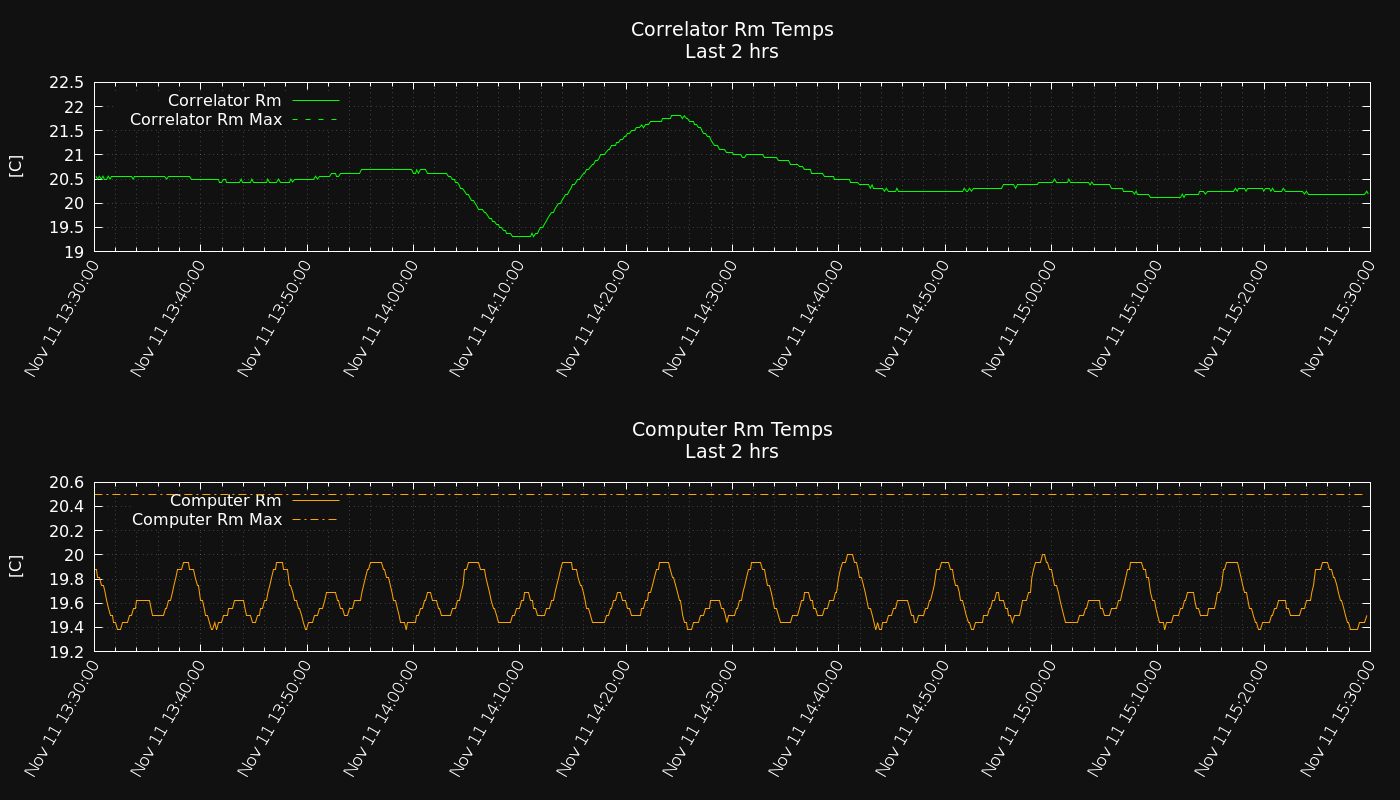 Correlator Rm Temps
Last 2 hrs
22.5
22
21.5
21
20.5
20
19.5
19
[C]
Correlator Rm
Correlator Rm Max
Nov 11 13:30:00
Nov 11 13:40:00
Nov 11 13:50:00
Nov 11 14:00:00
Nov 11 14:10:00
Nov 11 14:20:00
Nov 11 14:30:00
Nov 11 14:40:00
Nov 11 14:50:00
Nov 11 15:00:00
Nov 11 15:10:00
Nov 11 15:20:00
Nov 11 15:30:00
Computer Rm Temps
Last 2 hrs
20.6
20.4
20.2
20
19.8
19.6
19.4
19.2
[C]
Computer Rm
Computer Rm Max
Nov 11 13:30:00
Nov 11 13:40:00
Nov 11 13:50:00
Nov 11 14:00:00
Nov 11 14:10:00
Nov 11 14:20:00
Nov 11 14:30:00
Nov 11 14:40:00
Nov 11 14:50:00
Nov 11 15:00:00
Nov 11 15:10:00
Nov 11 15:20:00
Nov 11 15:30:00